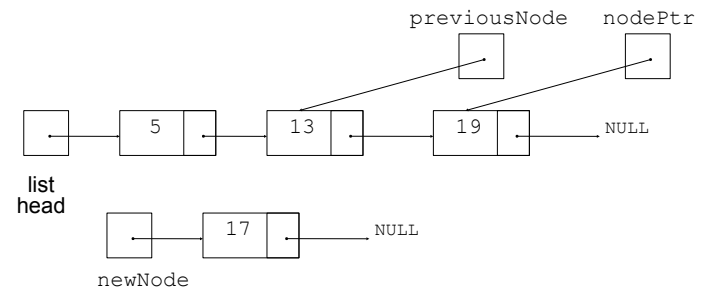 previousNode nodePtr
5 13 19 NULL
list
head
17 NULL
newNode